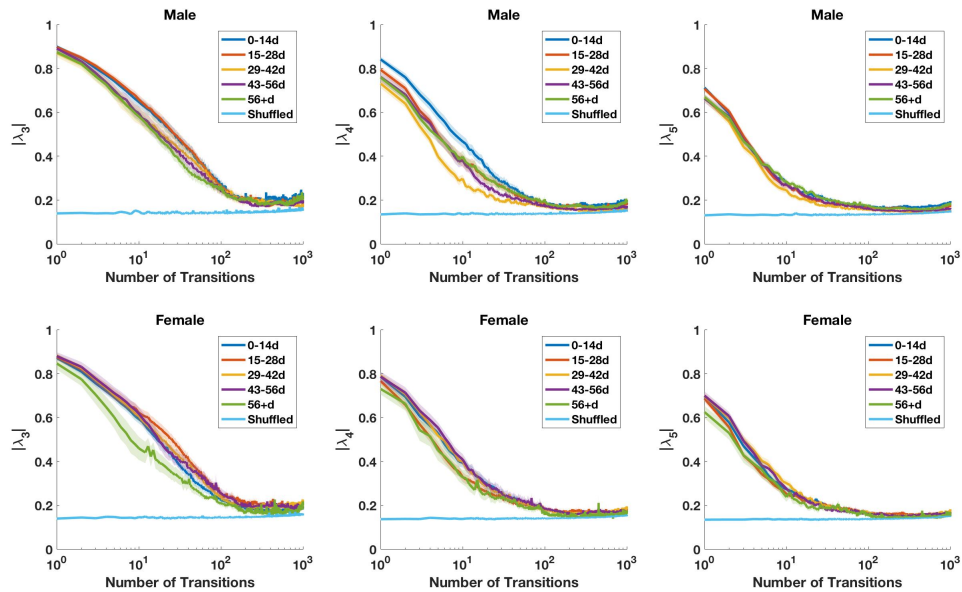 Male
1
0.8
0.6
0.4
0.2
0
|λ3|
10^0 10^1 10^2 10^3
Number of Transitions
0-14d
15-28d
29-42d
43-56d
56+d
Shuffled
Male
1
0.8
0.6
0.4
0.2
0
|λ4|
10^0 10^1 10^2 10^3
Number of Transitions
0-14d
15-28d
29-42d
43-56d
56+d
Shuffled
Male
1
0.8
0.6
0.4
0.2
0
|λ5|
10^0 10^1 10^2 10^3
Number of Transitions
0-14d
15-28d
29-42d
43-56d
56+d
Shuffled
Female
1
0.8
0.6
0.4
0.2
0
|λ3|
10^0 10^1 10^2 10^3
Number of Transitions
0-14d
15-28d
29-42d
43-56d
56+d
Shuffled
Female
1
0.8
0.6
0.4
0.2
0
|λ4|
10^0 10^1 10^2 10^3
Number of Transitions
0-14d
15-28d
29-42d
43-56d
56+d
Shuffled
Female
1
0.8
0.6
0.4
0.2
0
|λ5|
10^0 10^1 10^2 10^3
Number of Transitions
0-14d
15-28d
29-42d
43-56d
56+d
Shuffled